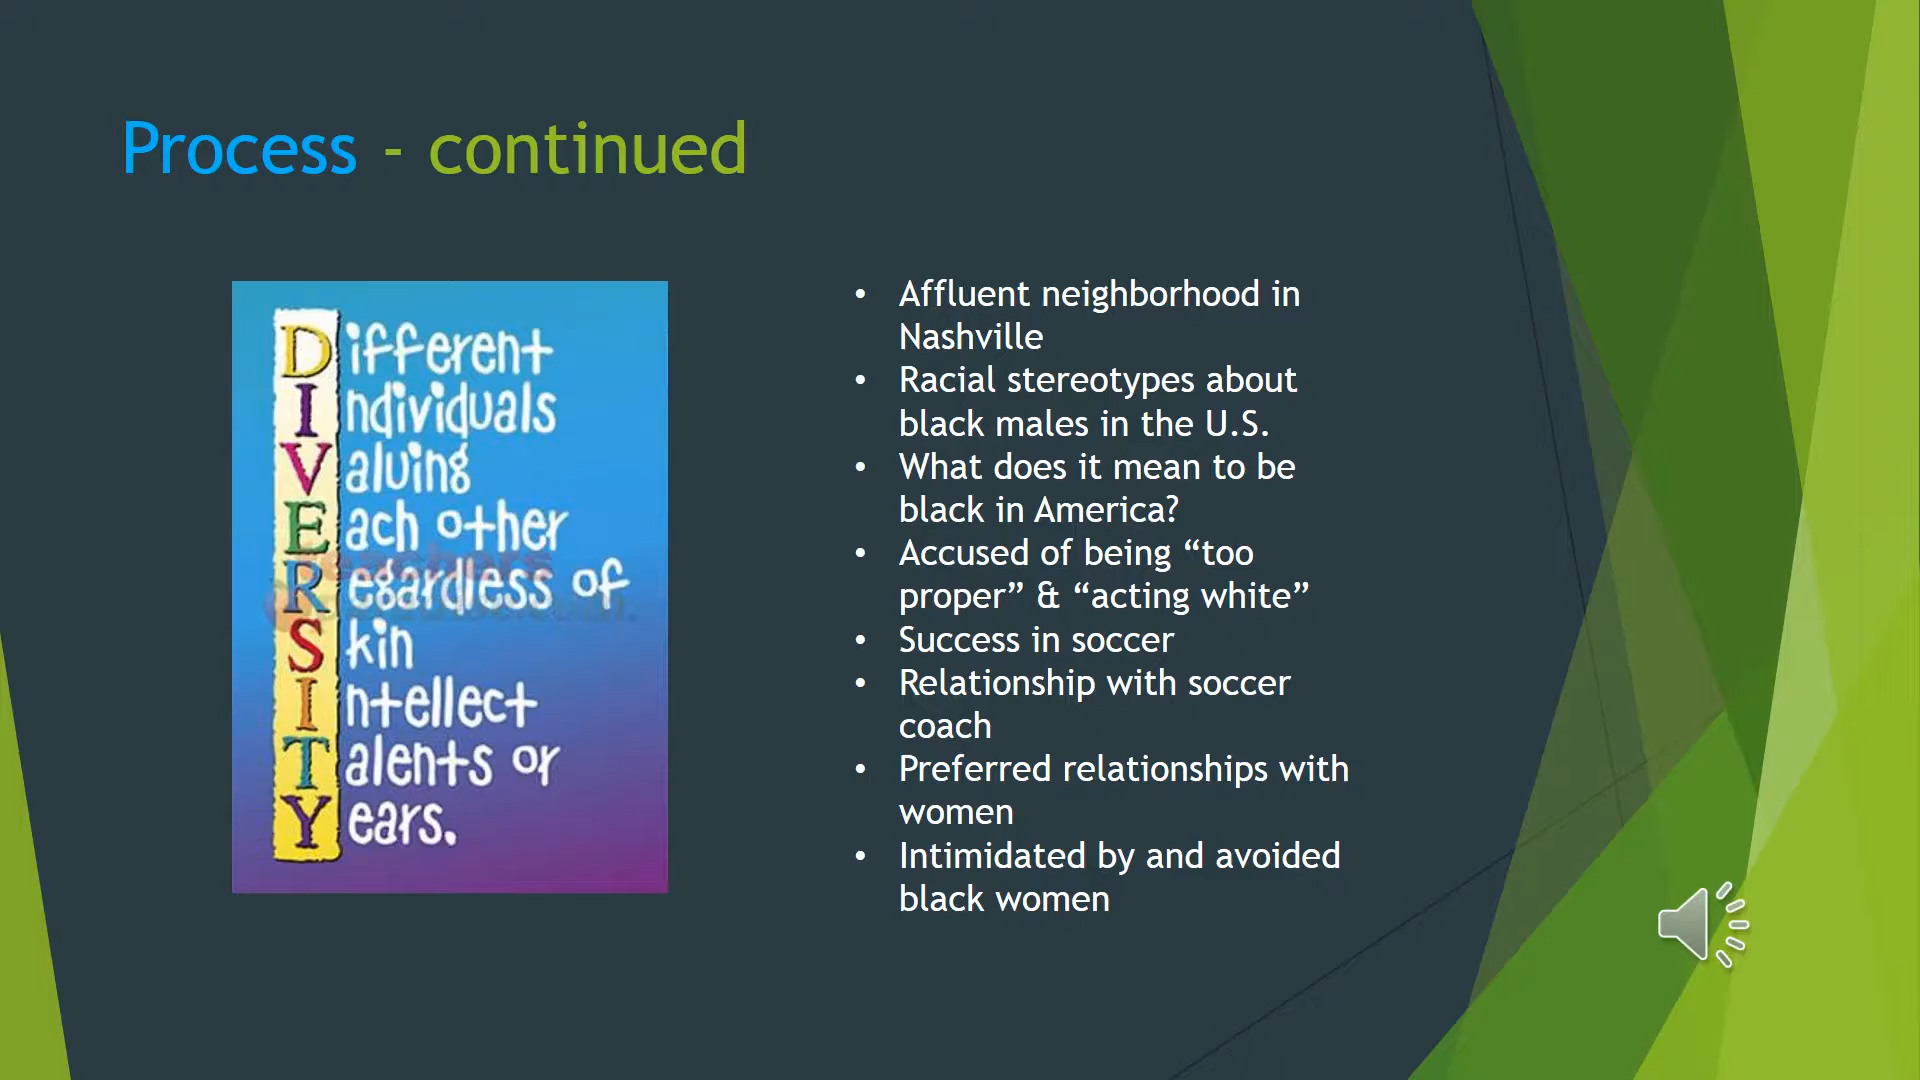 Process - continued
DifferenT
Individuals
Valuing
Each oTher
Regardless of
Skin
InTellecT
TalenTs or
Years.
• Affluent neighborhood in
Nashville
• Racial stereotypes about
black males in the U.S.
• What does it mean to be
black in America?
• Accused of being “too
proper” & “acting white”
• Success in soccer
• Relationship with soccer
coach
• Preferred relationships with
women
• Intimidated by and avoided
black women